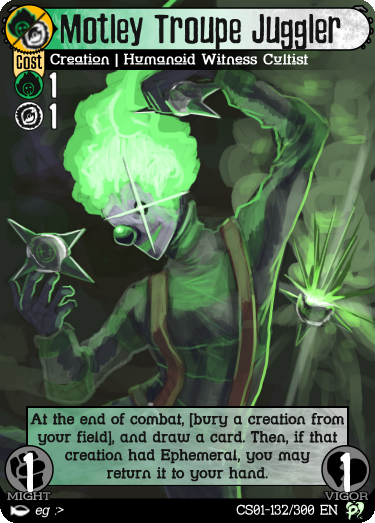 Motley Troupe Juggler
Cost
Creation | Humanoid Witness Cultist
1
1
At the end of combat, [bury a creation from
your field], and draw a card. Then, if that
creation had Ephemeral, you may
return it to your hand.
1
MIGHT
1
VIGOR
eg :>
CS01-132/300 EN